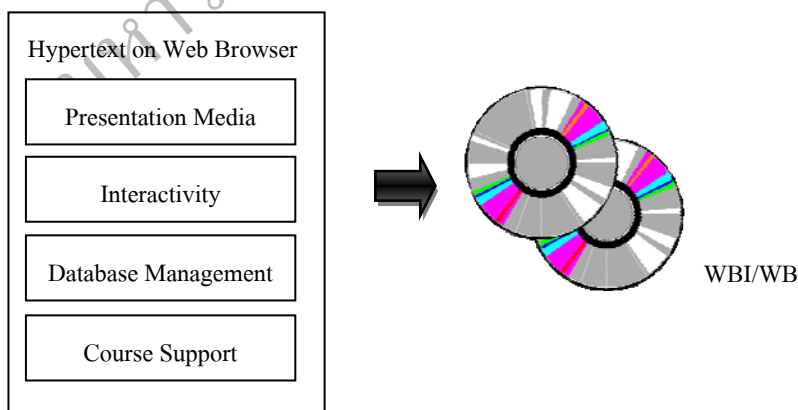 Hypertext on Web Browser
Presentation Media
Interactivity
Database Management
Course Support
WBI/WB